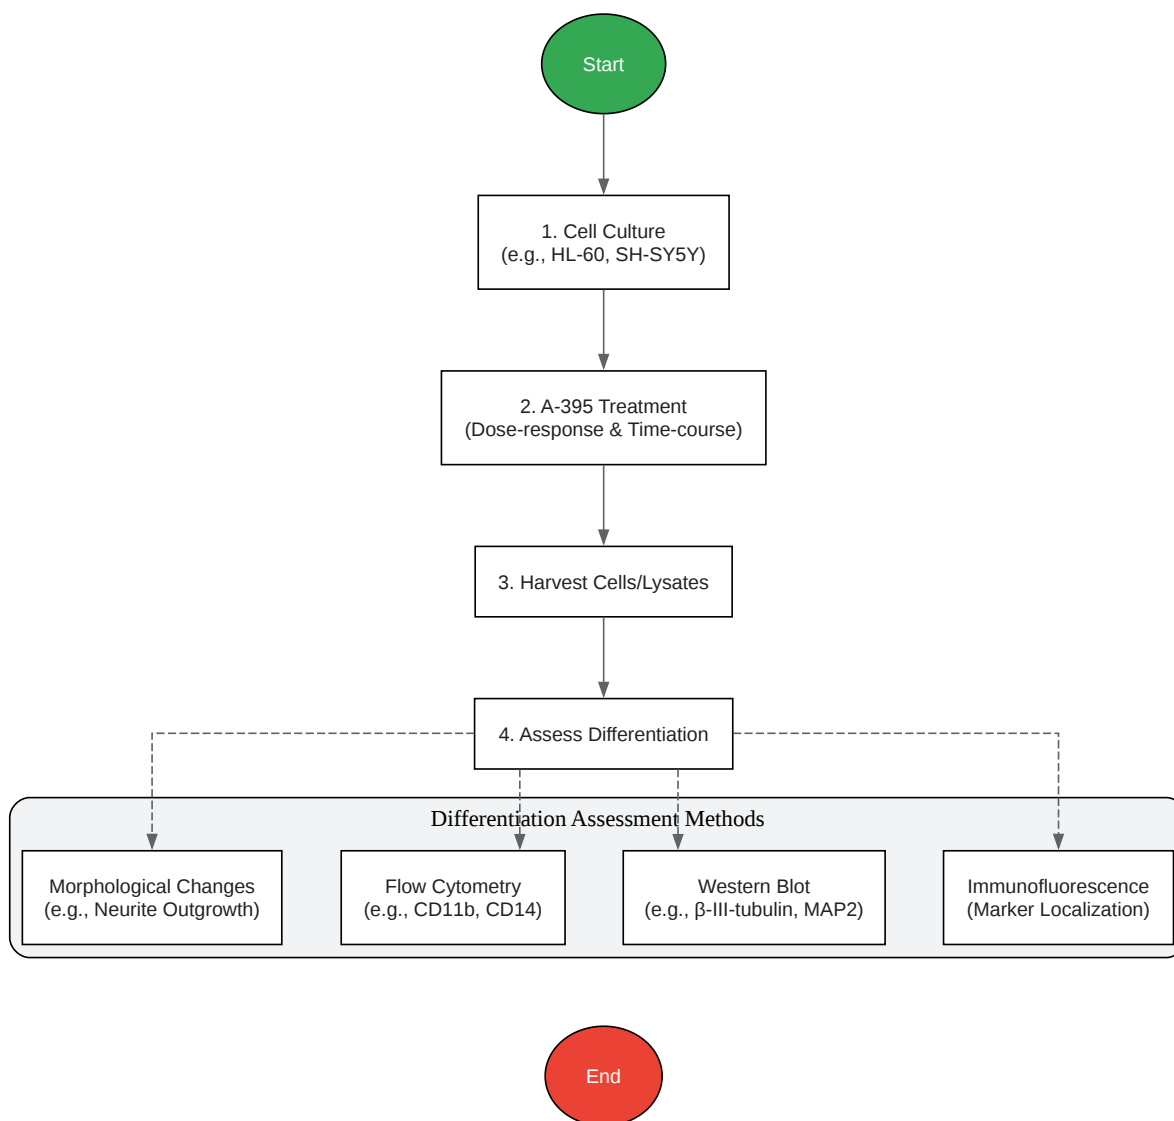 Start
1. Cell Culture
(e.g., HL-60, SH-SY5Y)
2. A-395 Treatment
(Dose-response & Time-course)
3. Harvest Cells/Lysates
4. Assess Differentiation
Differentiation Assessment Methods
Morphological Changes
(e.g., Neurite Outgrowth)
Flow Cytometry
(e.g., CD11b, CD14)
Western Blot
(e.g., β-III-tubulin, MAP2)
Immunofluorescence
(Marker Localization)
End